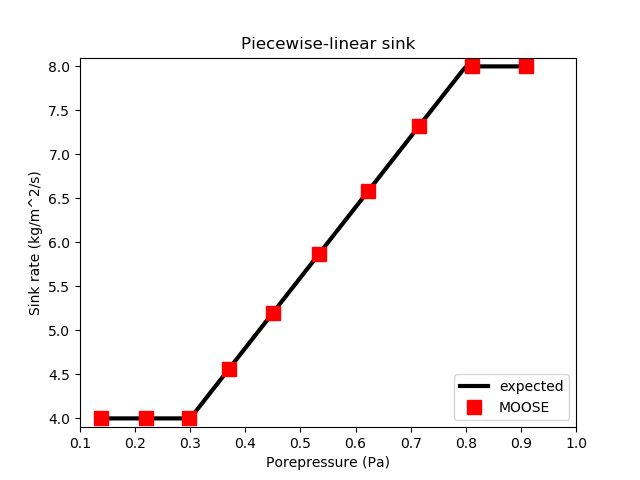 Piecewise-linear sink
Sink rate (kg/m^2/s)
8.0
7.5
7.0
6.5
6.0
5.5
5.0
4.5
4.0
expected
MOOSE
0.1 0.2 0.3 0.4 0.5 0.6 0.7 0.8 0.9 1.0
Porepressure (Pa)